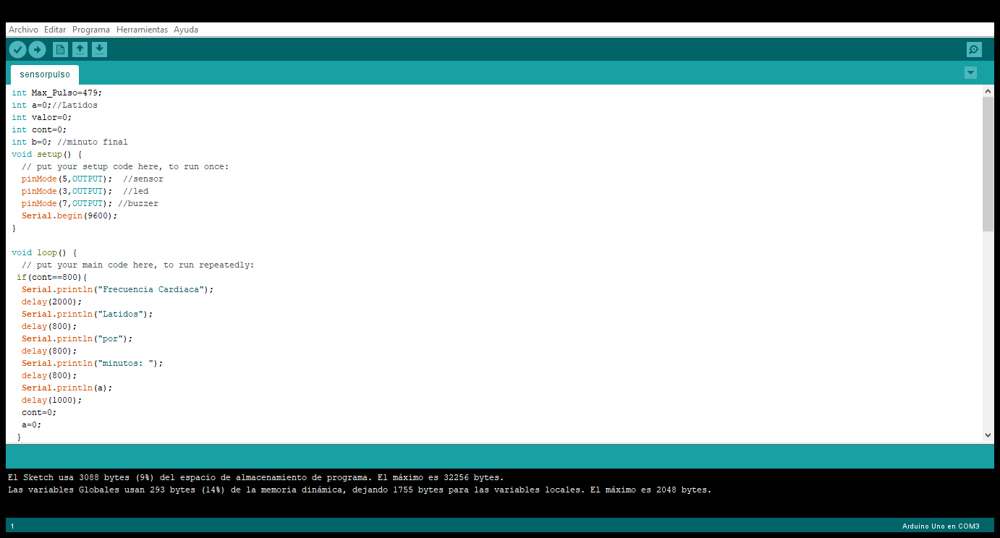 Archivo Editar Programa Herramientas Ayuda
sensorpulso
int Max_Pulso=479;
int a=0;//Latidos
int valor=0;
int cont=0;
int b=0; //minuto final
void setup() {
  // put your setup code here, to run once:
  pinMode(5,OUTPUT);  //sensor
  pinMode(3,OUTPUT);  //led
  pinMode(7,OUTPUT); //buzzer
  Serial.begin(9600);
}

void loop() {
  // put your main code here, to run repeatedly:
 if(cont==800){
  Serial.println("Frecuencia Cardiaca");
  delay(2000);
  Serial.println("Latidos");
  delay(800);
  Serial.println("por");
  delay(800);
  Serial.println("minutos: ");
  delay(800);
  Serial.println(a);
  delay(1000);
  cont=0;
  a=0;
 }
El Sketch usa 3088 bytes (9%) del espacio de almacenamiento de programa. El máximo es 32256 bytes.
Las variables Globales usan 293 bytes (14%) de la memoria dinámica, dejando 1755 bytes para las variables locales. El máximo es 2048 bytes.
1 Arduino Uno en COM3